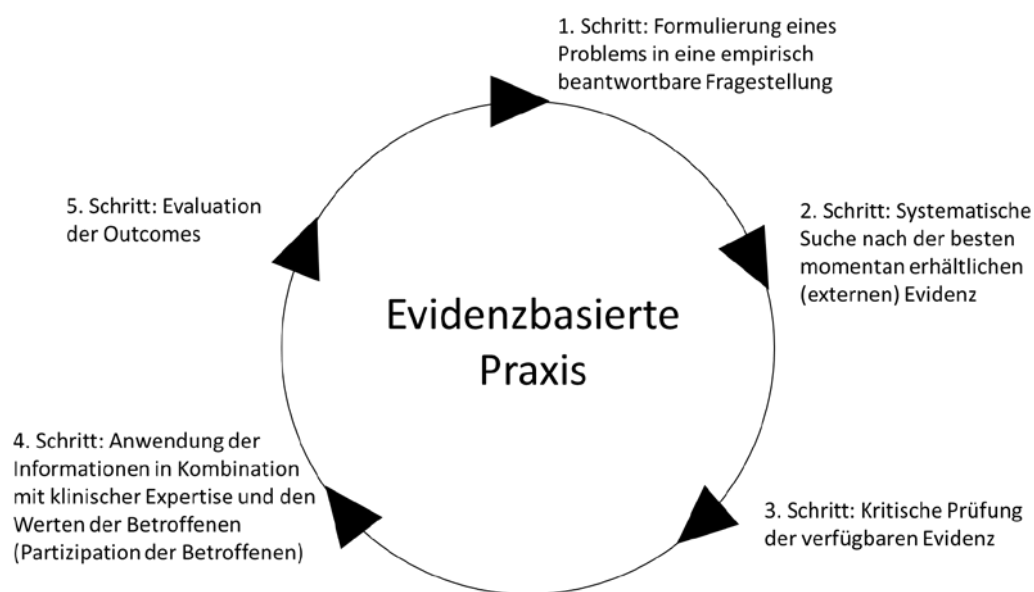 1. Schritt: Formulierung eines
Problems in eine empirisch
beantwortbare Fragestellung
2. Schritt: Systematische
Suche nach der besten
momentan erhältlichen
(externen) Evidenz
3. Schritt: Kritische Prüfung
der verfügbaren Evidenz
4. Schritt: Anwendung der
Informationen in Kombination
mit klinischer Expertise und den
Werten der Betroffenen
(Partizipation der Betroffenen)
5. Schritt: Evaluation
der Outcomes
Evidenzbasierte
Praxis